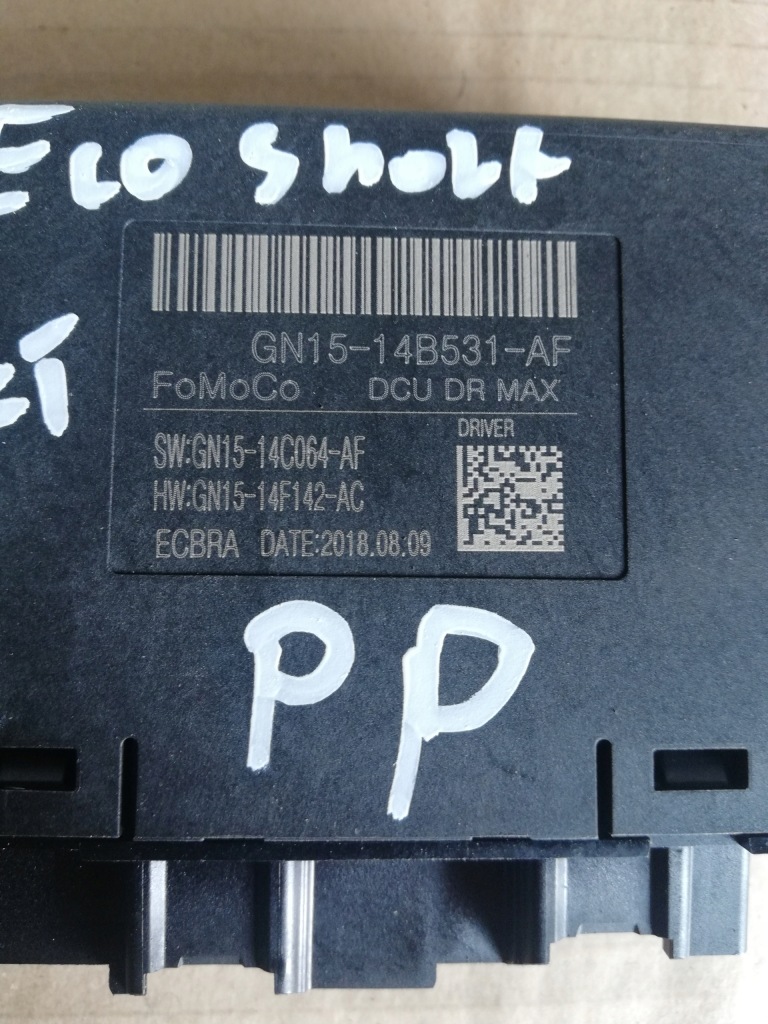 Eco sport
GN15-14B531-AF
FoMoCo DCU DR MAX
DRIVER
SW:GN15-14C064-AF
HW:GN15-14F142-AC
ECBRA DATE:2018.08.09
PP